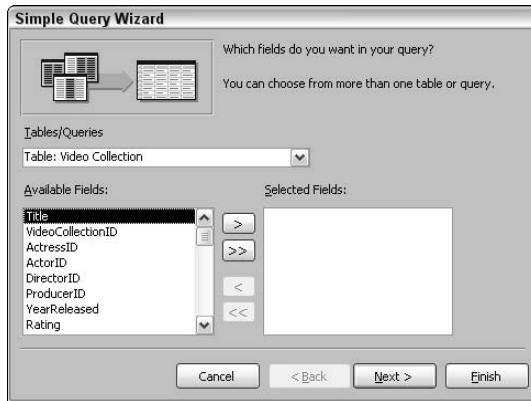 Simple Query Wizard
Which fields do you want in your query?
You can choose from more than one table or query.
Tables/Queries
Table: Video Collection
Available Fields:
Selected Fields:
Title
VideoCollectionID
ActressID
ActorID
DirectorID
ProducerID
YearReleased
Rating
>
>>
<
<<
Cancel
< Back
Next >
Finish